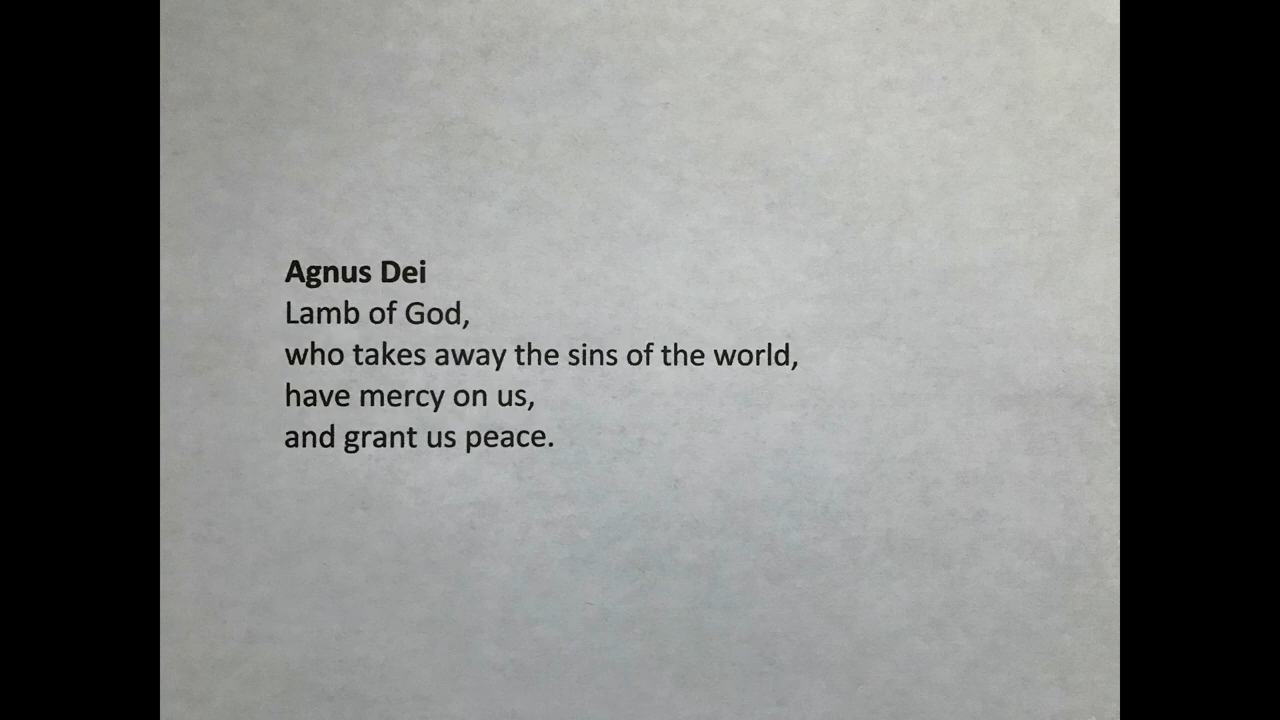 Agnus Dei
Lamb of God,
who takes away the sins of the world,
have mercy on us,
and grant us peace.